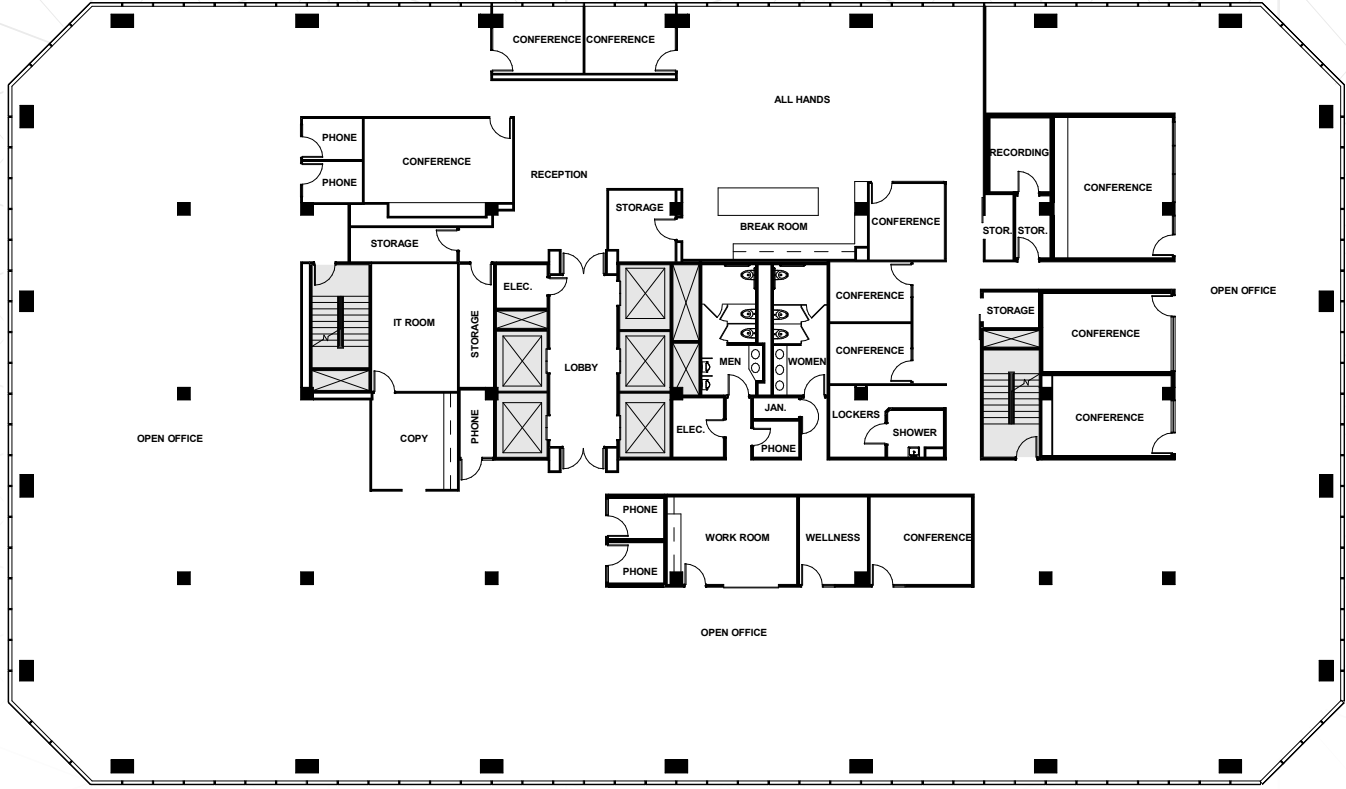 CONFERENCE CONFERENCE
ALL HANDS
PHONE
CONFERENCE
PHONE
RECEPTION
RECORDING
CONFERENCE
STORAGE
BREAK ROOM
CONFERENCE
STOR. STOR.
STORAGE
ELEC.
OPEN OFFICE
CONFERENCE
STORAGE
IT ROOM
STORAGE
CONFERENCE
CONFERENCE
MEN
WOMEN
LOBBY
JAN.
LOCKERS
CONFERENCE
OPEN OFFICE
COPY
PHONE
ELEC.
SHOWER
PHONE
PHONE
WORK ROOM
WELLNESS
CONFERENCE
PHONE
OPEN OFFICE
N
N